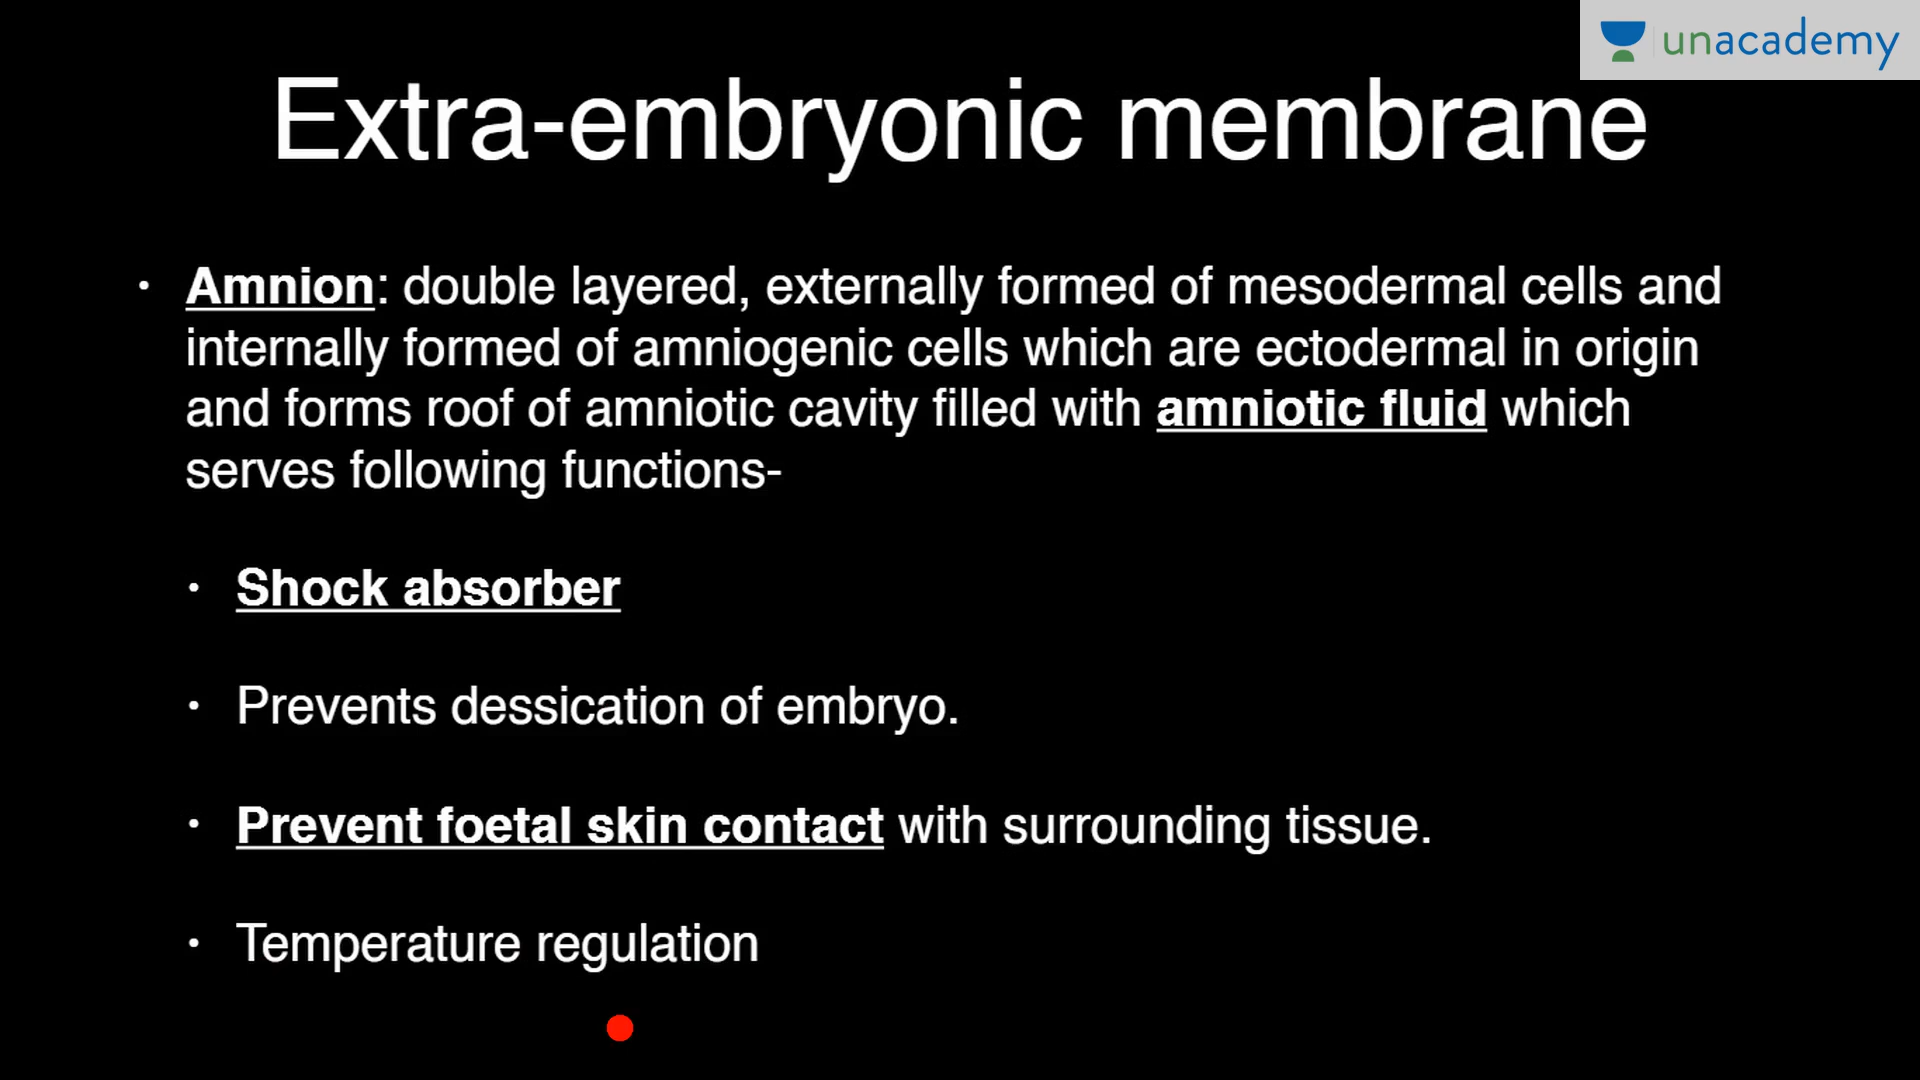 unacademy
Extra-embryonic membrane
• Amnion: double layered, externally formed of mesodermal cells and
internally formed of amniogenic cells which are ectodermal in origin
and forms roof of amniotic cavity filled with amniotic fluid which
serves following functions-
• Shock absorber
• Prevents dessication of embryo.
• Prevent foetal skin contact with surrounding tissue.
• Temperature regulation